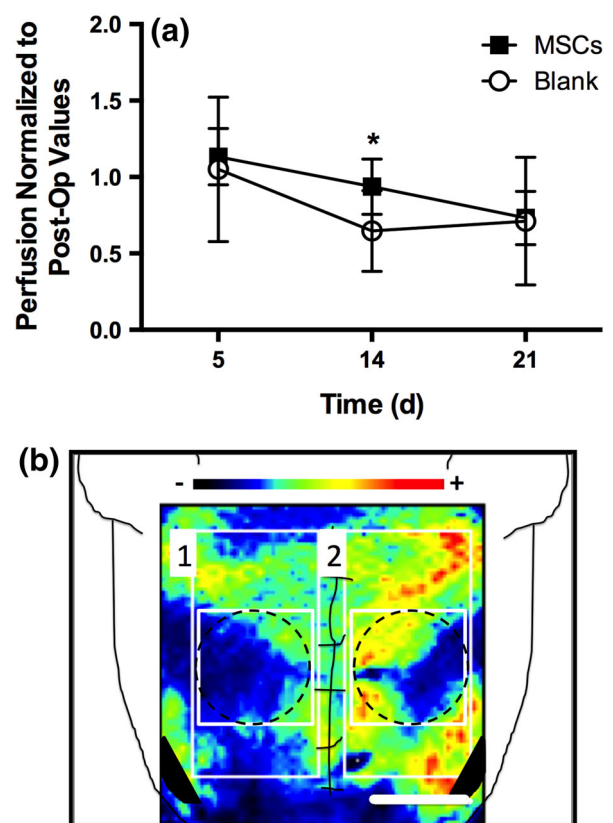 (a)
2.0
1.5
1.0
0.5
0.0
Perfusion Normalized to
Post-Op Values
MSCs
Blank
*
5 14 21
Time (d)
(b)
- +
1 2